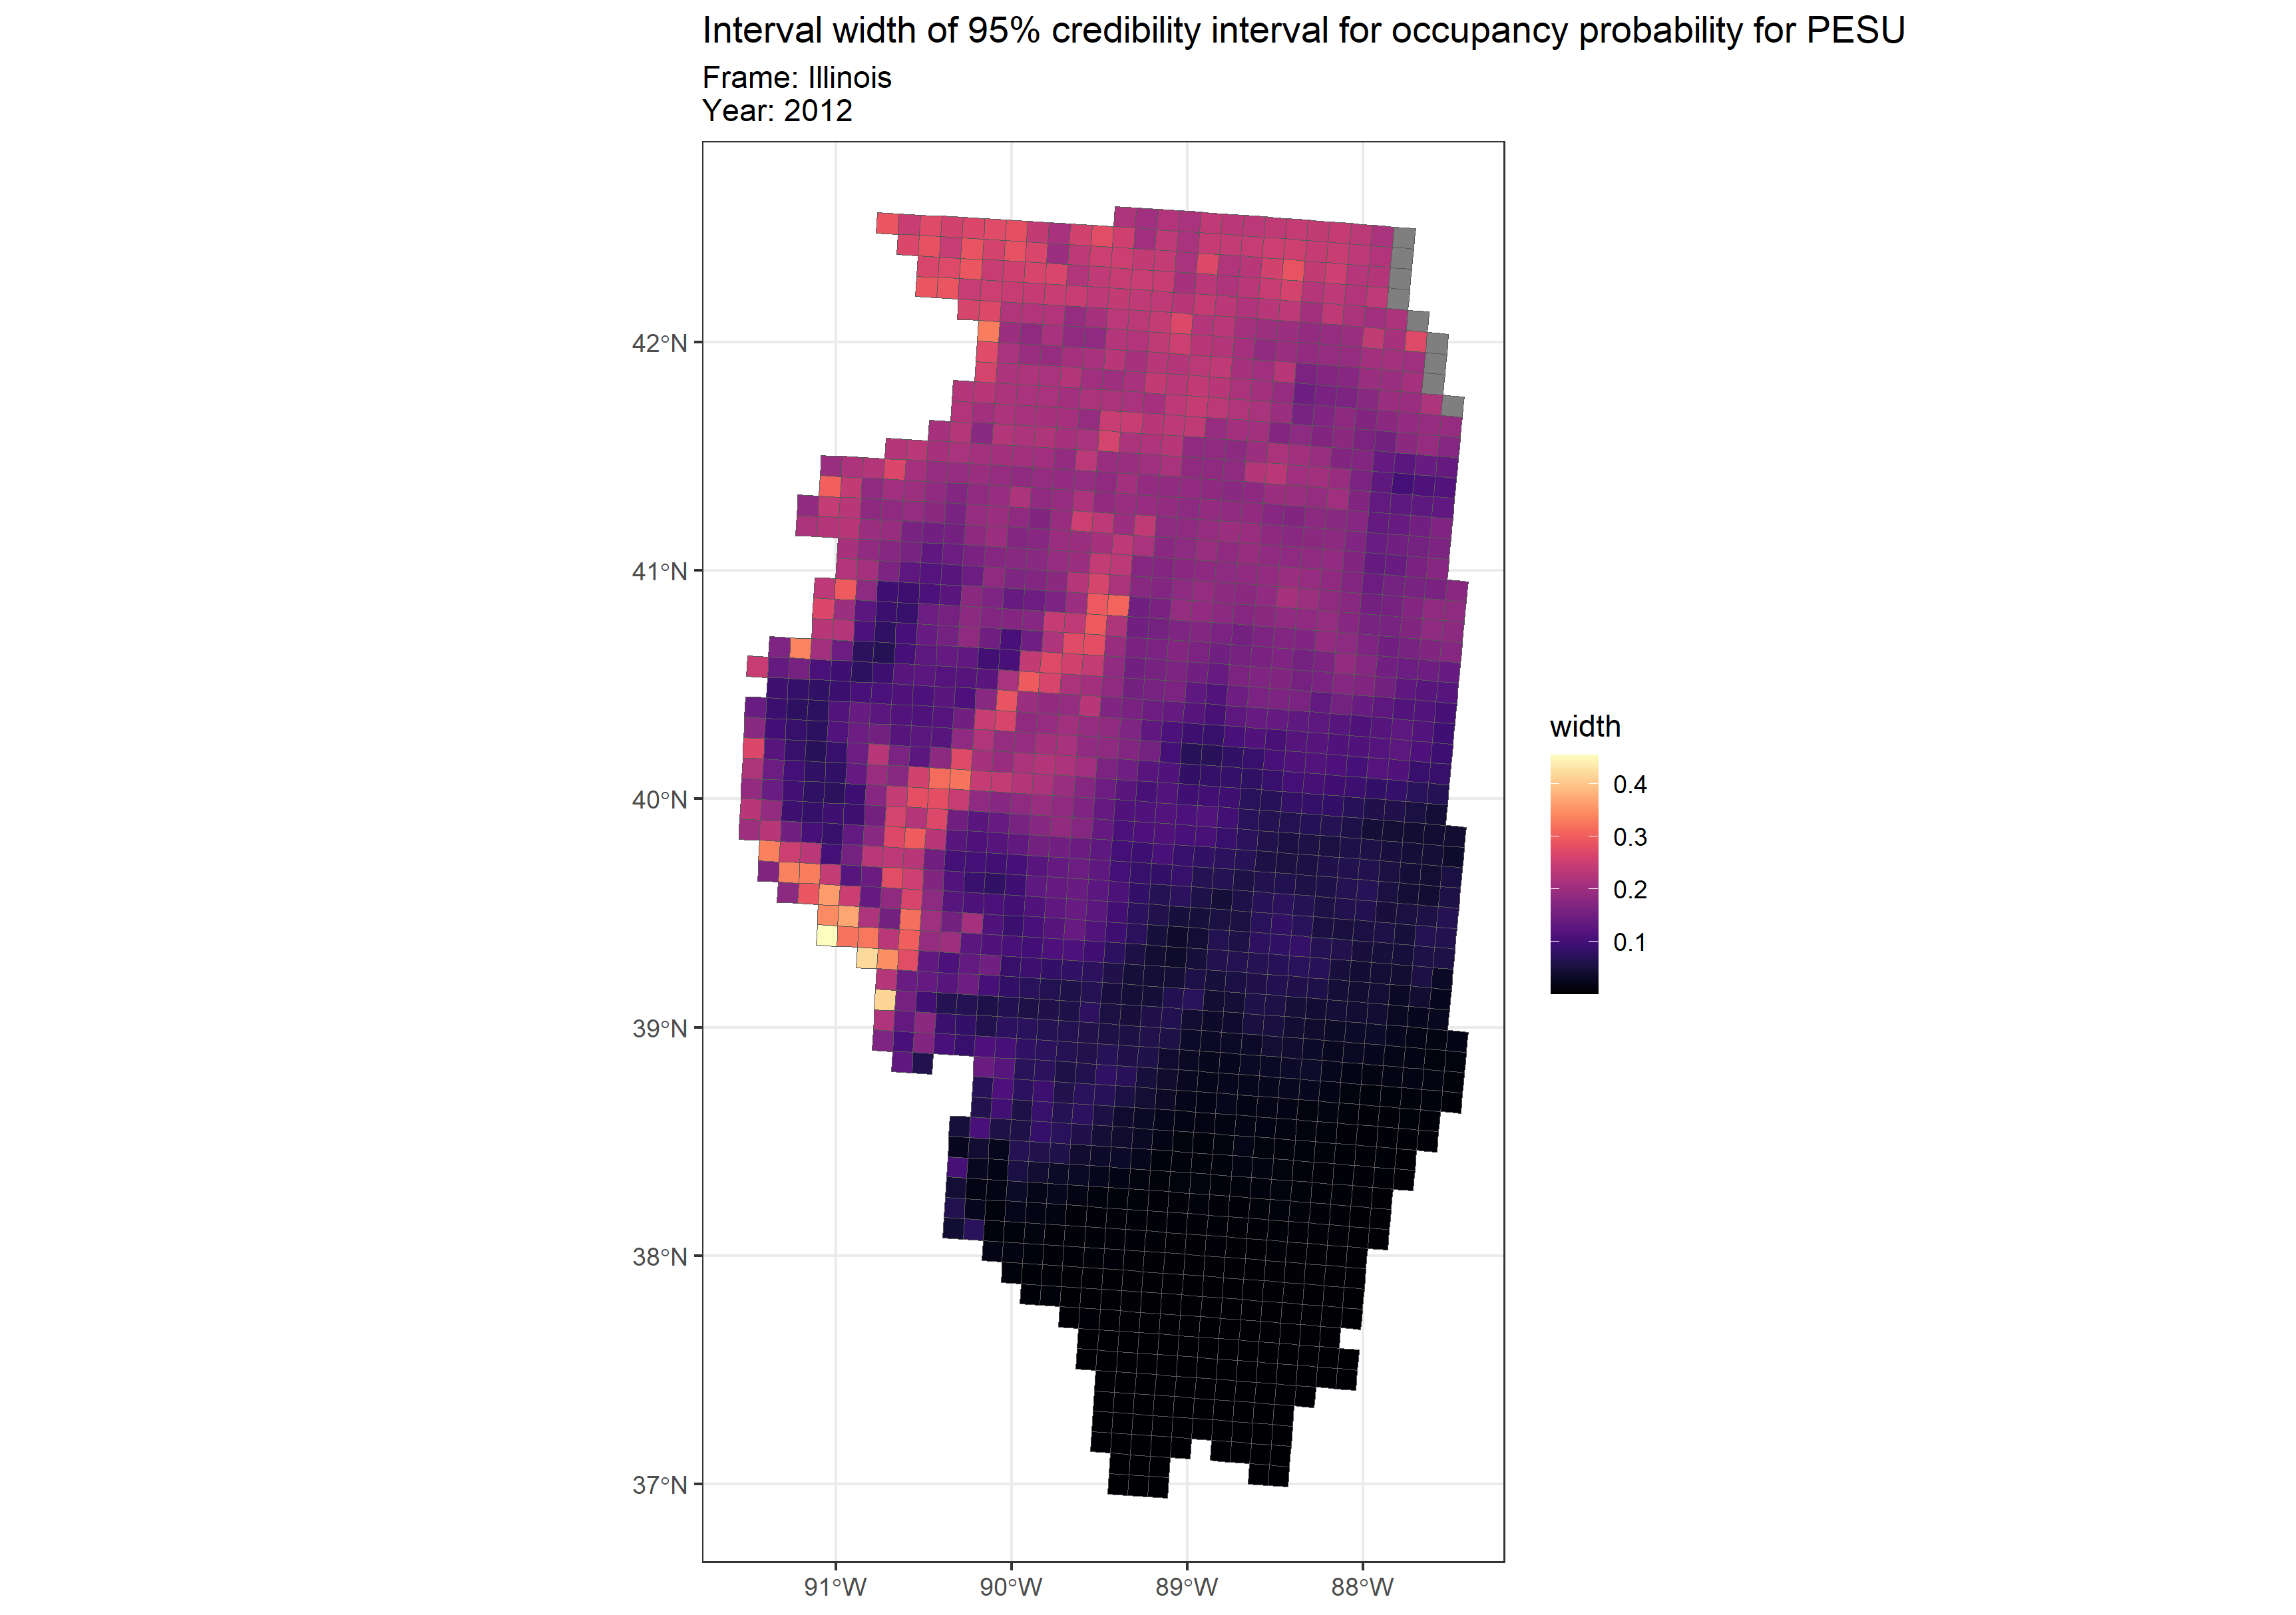 Interval width of 95% credibility interval for occupancy probability for PESU
Frame: Illinois
Year: 2012
42°N
41°N
40°N
39°N
38°N
37°N
91°W
90°W
89°W
88°W
width
0.4
0.3
0.2
0.1